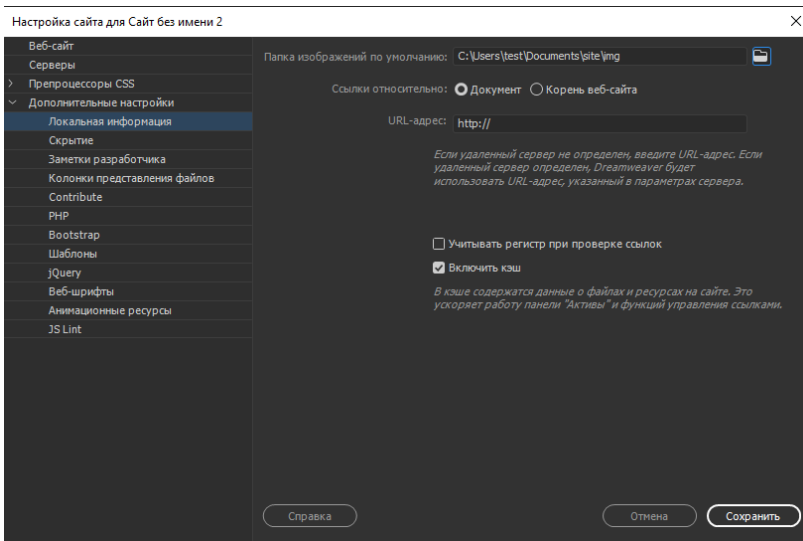 Настройка сайта для Сайт без имени 2
Веб-сайт
Серверы
Препроцессоры CSS
Дополнительные настройки
Локальная информация
Скрытие
Заметки разработчика
Колонки представления файлов
Contribute
PHP
Bootstrap
Шаблоны
jQuery
Веб-шрифты
Анимационные ресурсы
JS Lint
Папка изображений по умолчанию: C:\Users\test\Documents\site\img
Ссылки относительно: Документ Корень веб-сайта
URL-адрес: http://
Если удаленный сервер не определен, введите URL-адрес. Если
удаленный сервер определен, Dreamweaver будет
использовать URL-адрес, указанный в параметрах сервера.
Учитывать регистр при проверке ссылок
Включить кэш
В кэше содержатся данные о файлах и ресурсах на сайте. Это
ускоряет работу панели "Активы" и функций управления ссылками.
Справка
Отмена
Сохранить